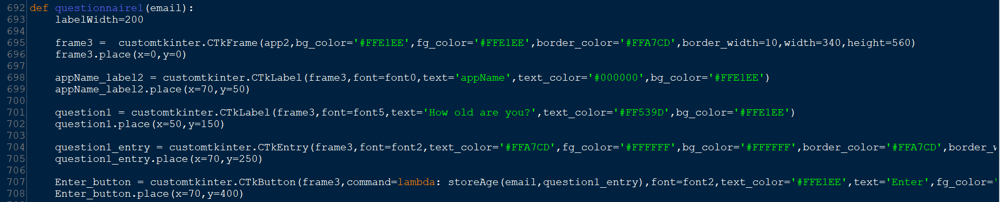 692 def questionnaire1(email):
693     labelWidth=200
694
695     frame3 =  customtkinter.CTkFrame(app2,bg_color='#FFE1EE',fg_color='#FFE1EE',border_color='#FFA7CD',border_width=10,width=340,height=560)
696     frame3.place(x=0,y=0)
697
698     appName_label2 = customtkinter.CTkLabel(frame3,font=font0,text='appName',text_color='#000000',bg_color='#FFE1EE')
699     appName_label2.place(x=70,y=50)
700
701     question1 = customtkinter.CTkLabel(frame3,font=font5,text='How old are you?',text_color='#FF539D',bg_color='#FFE1EE')
702     question1.place(x=50,y=150)
703
704     question1_entry = customtkinter.CTkEntry(frame3,font=font2,text_color='#FFA7CD',fg_color='#FFFFFF',bg_color='#FFFFFF',border_color='#FFA7CD',border_w
705     question1_entry.place(x=70,y=250)
706
707     Enter_button = customtkinter.CTkButton(frame3,command=lambda: storeAge(email,question1_entry),font=font2,text_color='#FFE1EE',text='Enter',fg_color='
708     Enter_button.place(x=70,y=400)